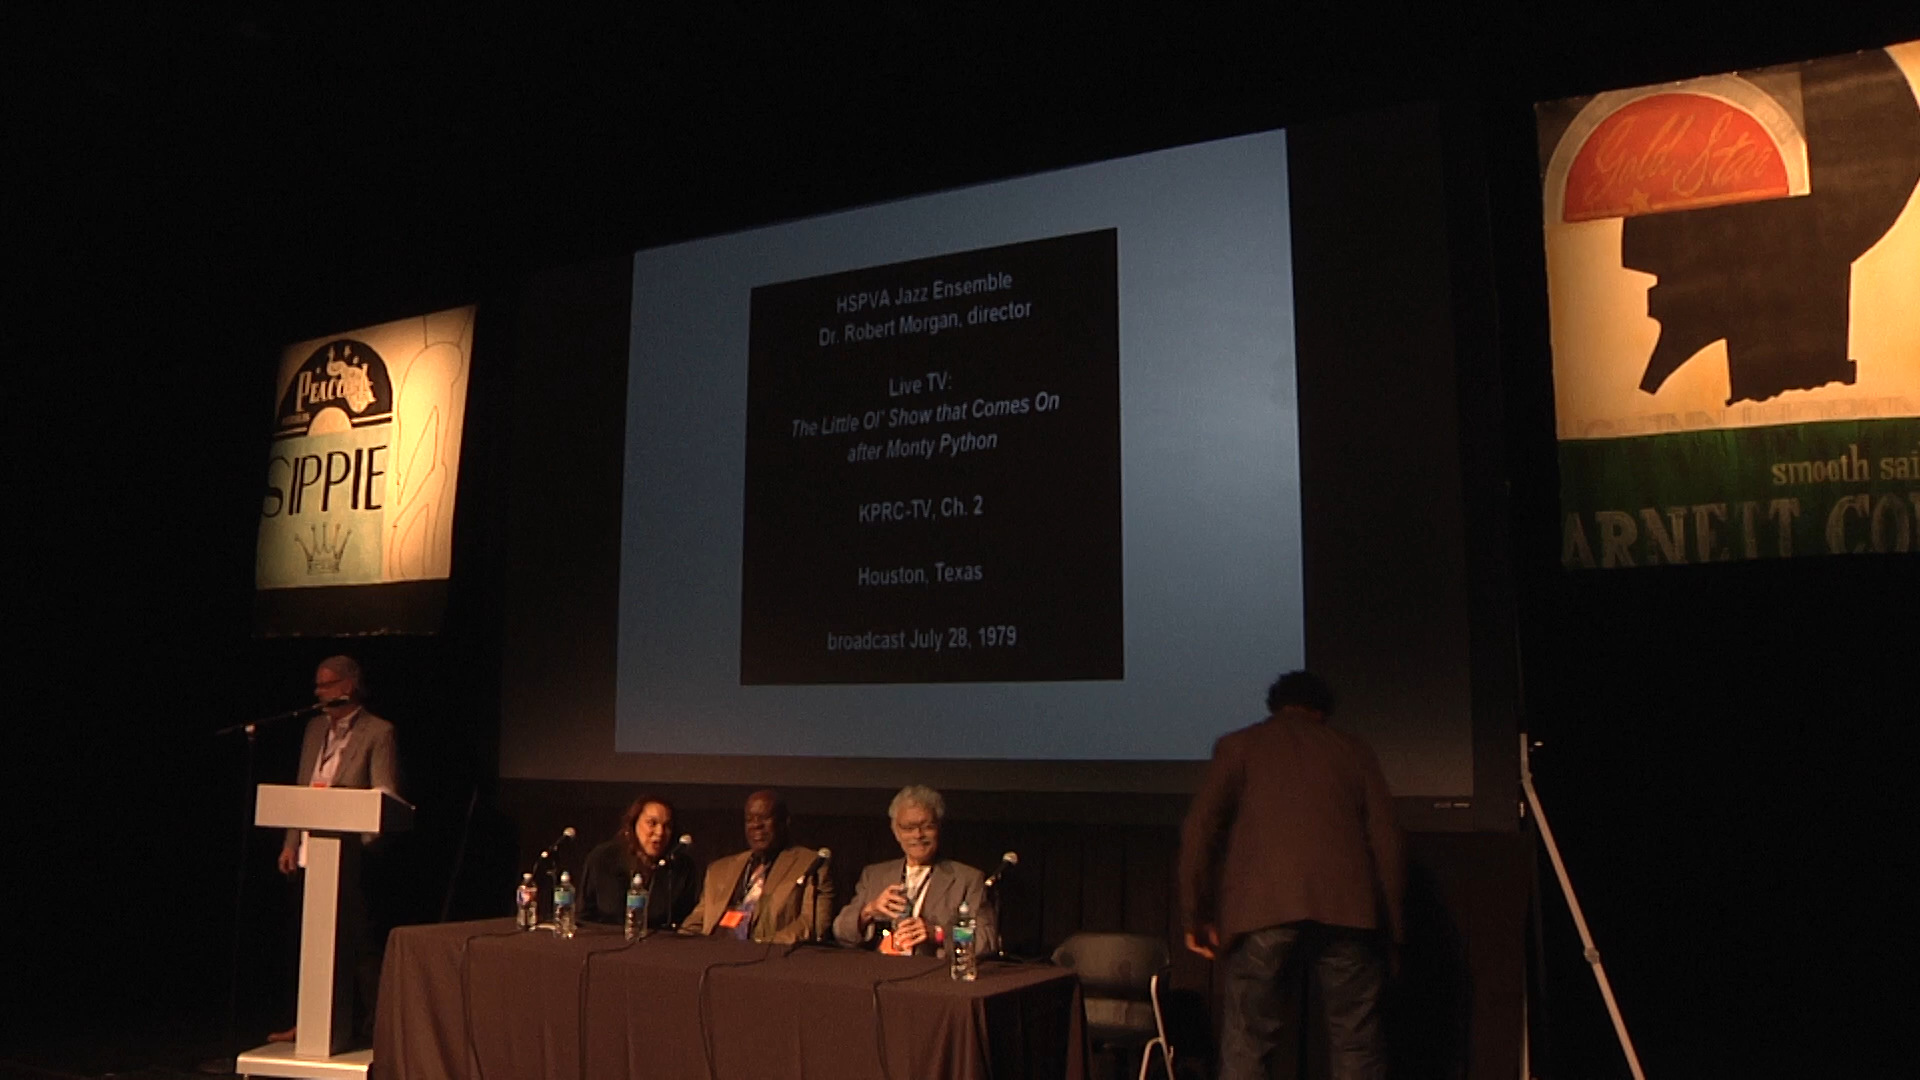 HSPVA Jazz Ensemble
Dr. Robert Morgan, director
Live TV:
The Little Ol' Show that Comes On
after Monty Python
KPRC-TV, Ch. 2
Houston, Texas
broadcast July 28, 1979
PEACOCK
SIPPIE
Gold Star
smooth sai
ARNETT CO